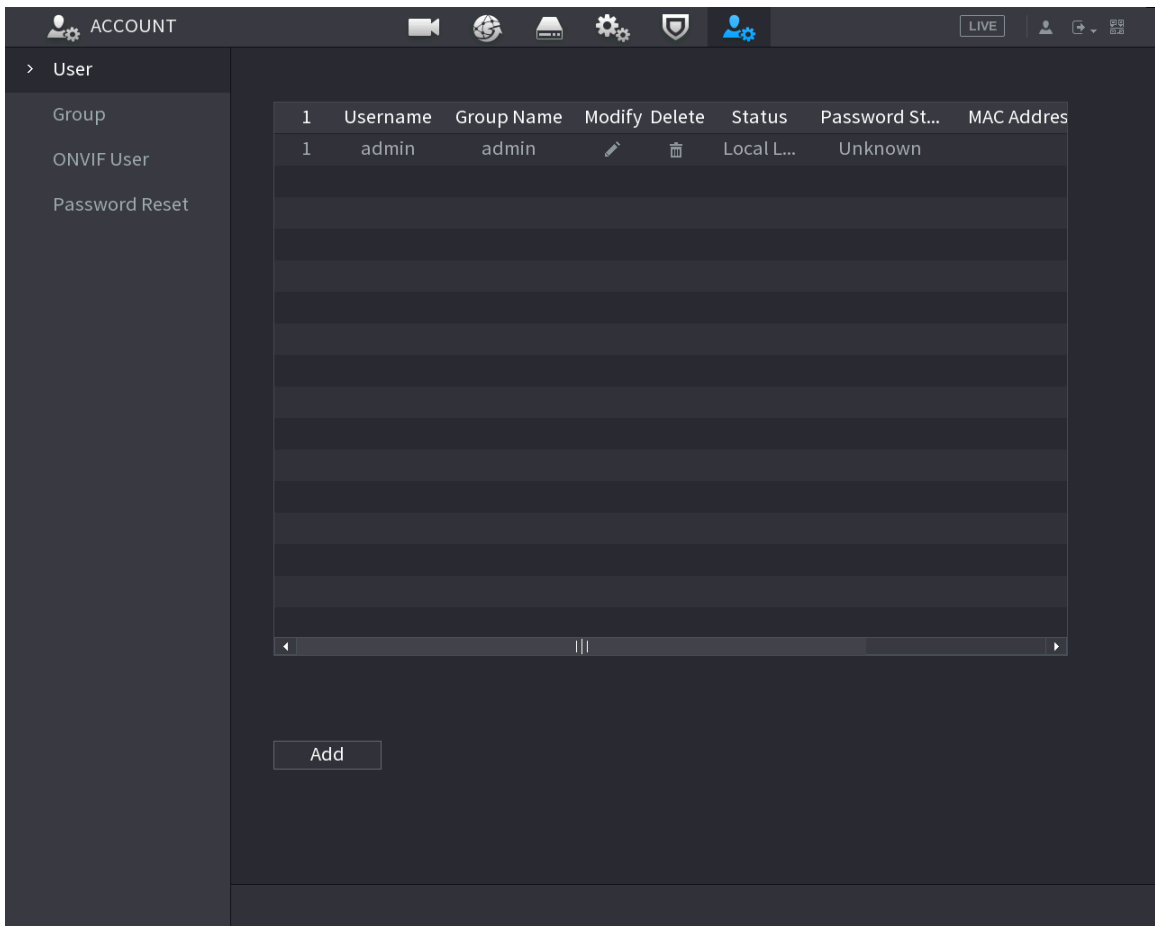 ACCOUNT LIVE
User
Group
ONVIF User
Password Reset
1 Username Group Name Modify Delete Status Password St... MAC Addres
1 admin admin Local L... Unknown
Add